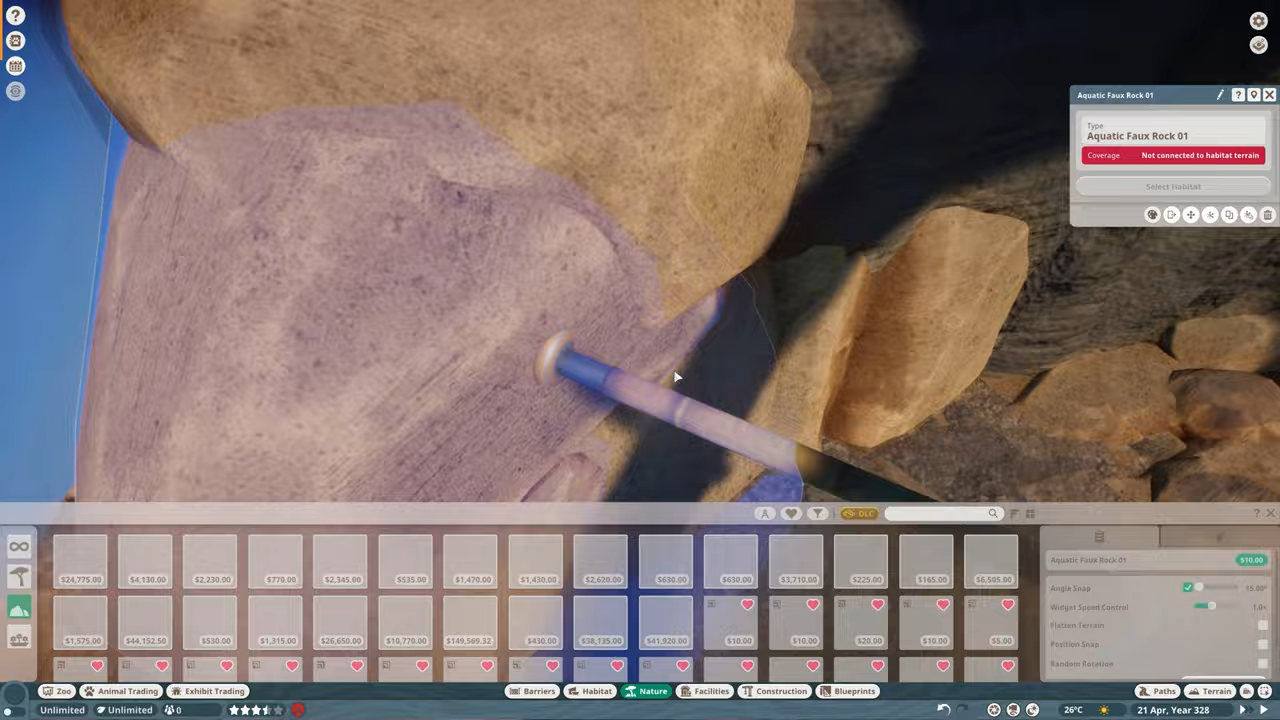 Aquatic Faux Rock 01
Type
Aquatic Faux Rock 01
Coverage Not connected to habitat terrain
Select Habitat
DLC
$24,775.00 $4,130.00 $2,230.00 $770.00 $2,345.00 $535.00 $1,470.00 $1,430.00 $2,620.00 $630.00 $630.00 $3,710.00 $225.00 $165.00 $6,505.00
$1,575.00 $44,152.50 $530.00 $1,315.00 $26,650.00 $10,770.00 $149,569.32 $430.00 $38,135.00 $41,920.00 $10.00 $10.00 $20.00 $10.00 $5.00
Aquatic Faux Rock 01 $10.00
Angle Snap 15.00°
Widget Speed Control 1.0×
Flatten Terrain
Position Snap
Random Rotation
Zoo Animal Trading Exhibit Trading Barriers Habitat Nature Facilities Construction Blueprints Paths Terrain
Unlimited Unlimited 0 26°C 21 Apr, Year 328